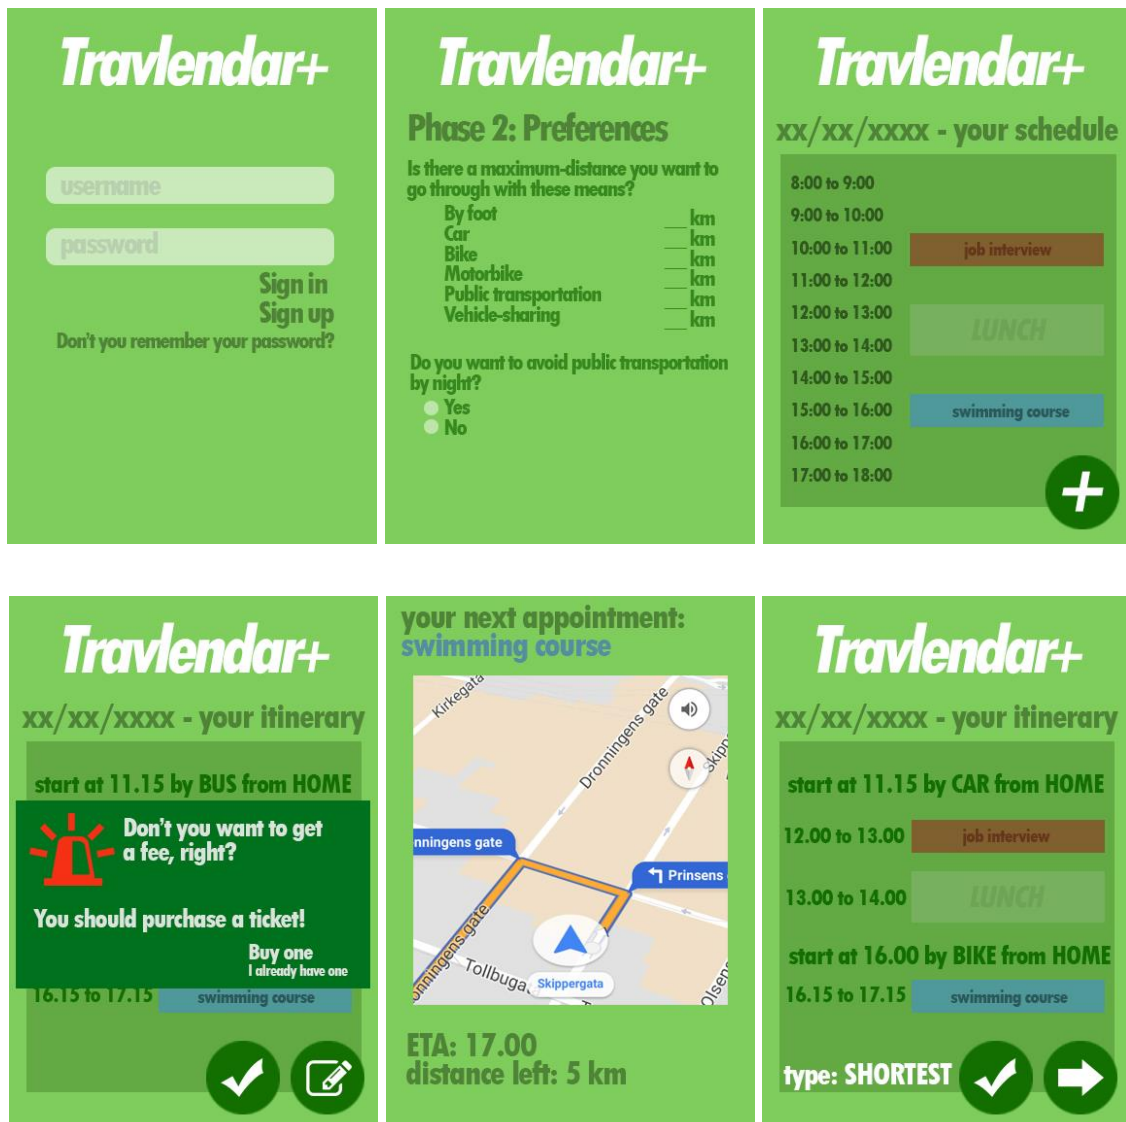 Travlendar+
username
password
Sign in
Sign up
Don't you remember your password?
Travlendar+
Phase 2: Preferences
Is there a maximum-distance you want to
go through with these means?
By foot __ km
Car __ km
Bike __ km
Motorbike __ km
Public transportation __ km
Vehicle-sharing __ km
Do you want to avoid public transportation
by night?
Yes
No
Travlendar+
xx/xx/xxxx - your schedule
8:00 to 9:00
9:00 to 10:00
10:00 to 11:00 job interview
11:00 to 12:00
12:00 to 13:00
LUNCH
13:00 to 14:00
14:00 to 15:00
15:00 to 16:00 swimming course
16:00 to 17:00
17:00 to 18:00
+
Travlendar+
xx/xx/xxxx - your itinerary
start at 11.15 by BUS from HOME
Don't you want to get
a fee, right?
You should purchase a ticket!
Buy one
I already have one
16.15 to 17.15 swimming course
your next appointment:
swimming course
Kirkegata
Dronningens gate
Skipp
nningens gate
Prinsens
onningens gate
Tollbuga
Skippergata
Olsens
ETA: 17.00
distance left: 5 km
Travlendar+
xx/xx/xxxx - your itinerary
start at 11.15 by CAR from HOME
12.00 to 13.00 job interview
13.00 to 14.00 LUNCH
start at 16.00 by BIKE from HOME
16.15 to 17.15 swimming course
type: SHORTEST